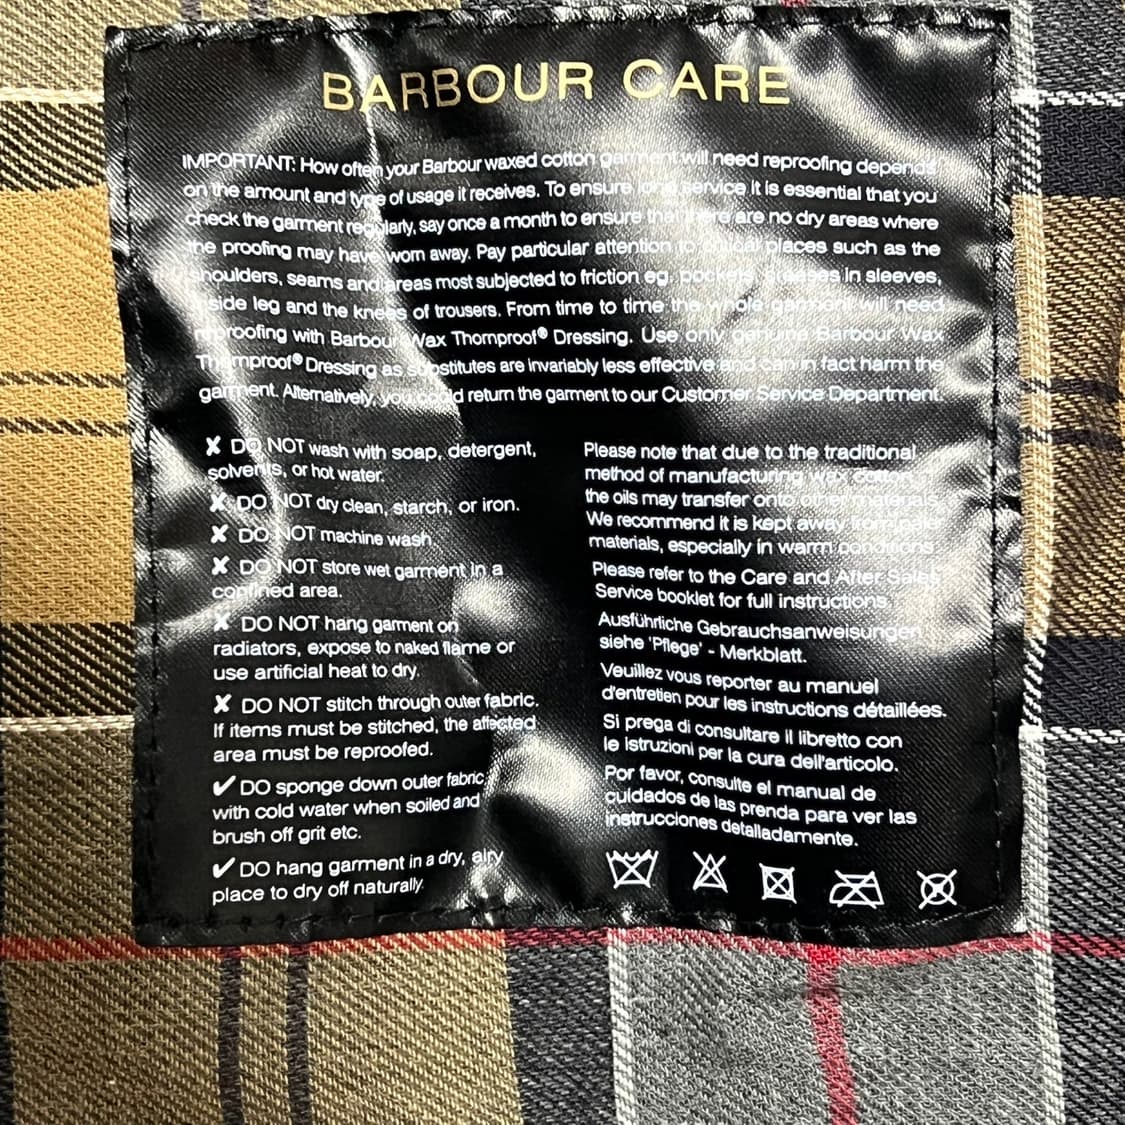 BARBOUR CARE
IMPORTANT: How often your Barbour waxed cotton garment will need reproofing depends
on the amount and type of usage it receives. To ensure long service it is essential that you
check the garment regularly, say once a month to ensure that there are no dry areas where
the proofing may have worn away. Pay particular attention to critical places such as the
shoulders, seams and areas most subjected to friction eg. pockets, creases in sleeves,
inside leg and the knees of trousers. From time to time the whole garment will need
reproofing with Barbour Wax Thornproof® Dressing. Use only genuine Barbour Wax
Thornproof® Dressing as substitutes are invariably less effective and can in fact harm the
garment. Alternatively, you could return the garment to our Customer Service Department.
✘ DO NOT wash with soap, detergent,
solvents, or hot water.
✘ DO NOT dry clean, starch, or iron.
✘ DO NOT machine wash
✘ DO NOT store wet garment in a
confined area.
✘ DO NOT hang garment on
radiators, expose to naked flame or
use artificial heat to dry.
✘ DO NOT stitch through outer fabric.
If items must be stitched, the affected
area must be reproofed.
✔ DO sponge down outer fabric
with cold water when soiled and
brush off grit etc.
✔ DO hang garment in a dry, airy
place to dry off naturally.
Please note that due to the traditional
method of manufacturing wax cotton,
the oils may transfer onto other materials.
We recommend it is kept away from paler
materials, especially in warm conditions.
Please refer to the Care and After Sales
Service booklet for full instructions.
Ausführliche Gebrauchsanweisungen
siehe 'Pflege' - Merkblatt.
Veuillez vous reporter au manuel
d'entretien pour les instructions détaillées.
Si prega di consultare il libretto con
le istruzioni per la cura dell'articolo.
Por favor, consulte el manual de
cuidados de las prenda para ver las
instrucciones detalladamente.